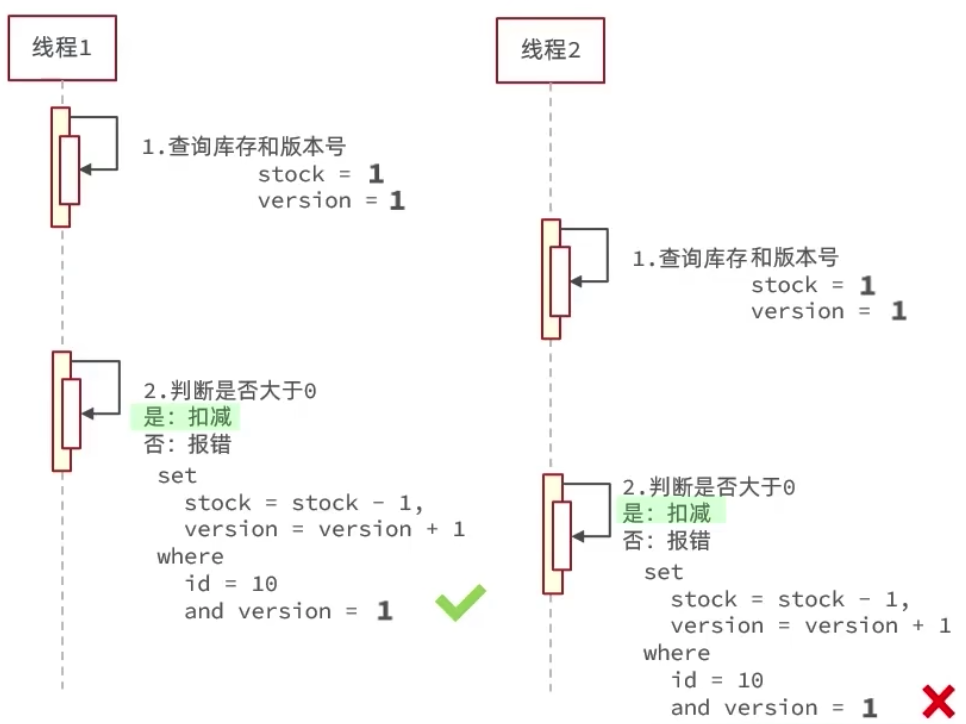 线程1
1.查询库存和版本号
stock = 1
version = 1
2.判断是否大于0
是：扣减
否：报错
set
stock = stock - 1,
version = version + 1
where
id = 10
and version = 1
线程2
1.查询库存和版本号
stock = 1
version = 1
2.判断是否大于0
是：扣减
否：报错
set
stock = stock - 1,
version = version + 1
where
id = 10
and version = 1